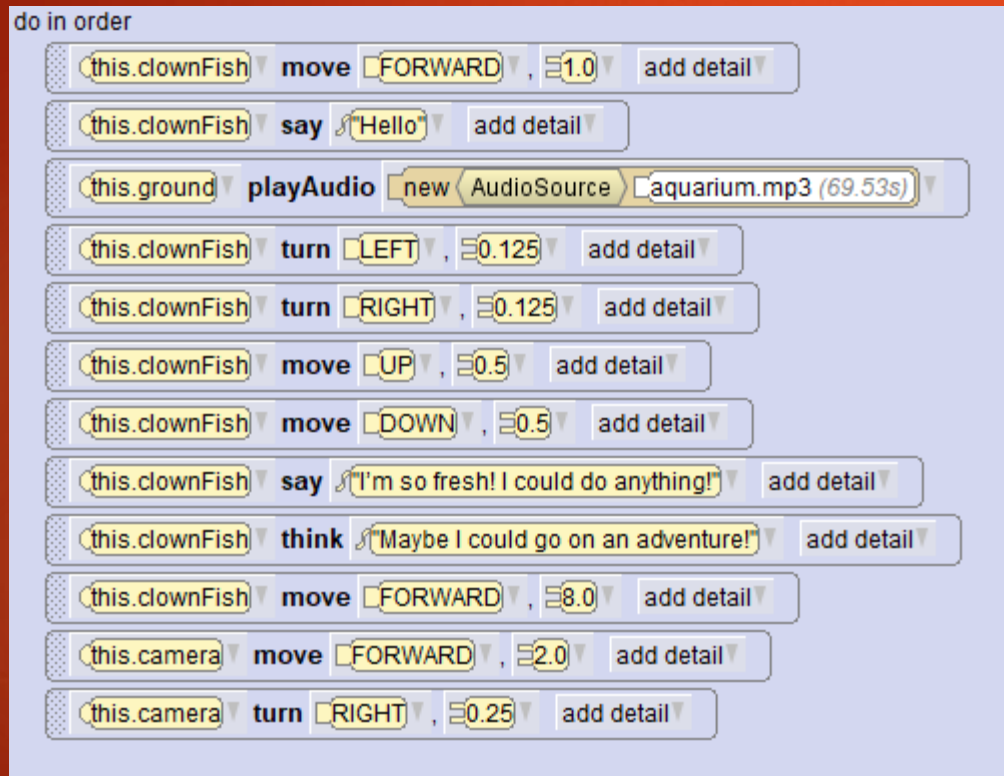 do in order
this.clownFish move FORWARD , 1.0 add detail
this.clownFish say "Hello" add detail
this.ground playAudio new AudioSource aquarium.mp3 (69.53s)
this.clownFish turn LEFT , 0.125 add detail
this.clownFish turn RIGHT , 0.125 add detail
this.clownFish move UP , 0.5 add detail
this.clownFish move DOWN , 0.5 add detail
this.clownFish say "I'm so fresh! I could do anything!" add detail
this.clownFish think "Maybe I could go on an adventure!" add detail
this.clownFish move FORWARD , 8.0 add detail
this.camera move FORWARD , 2.0 add detail
this.camera turn RIGHT , 0.25 add detail